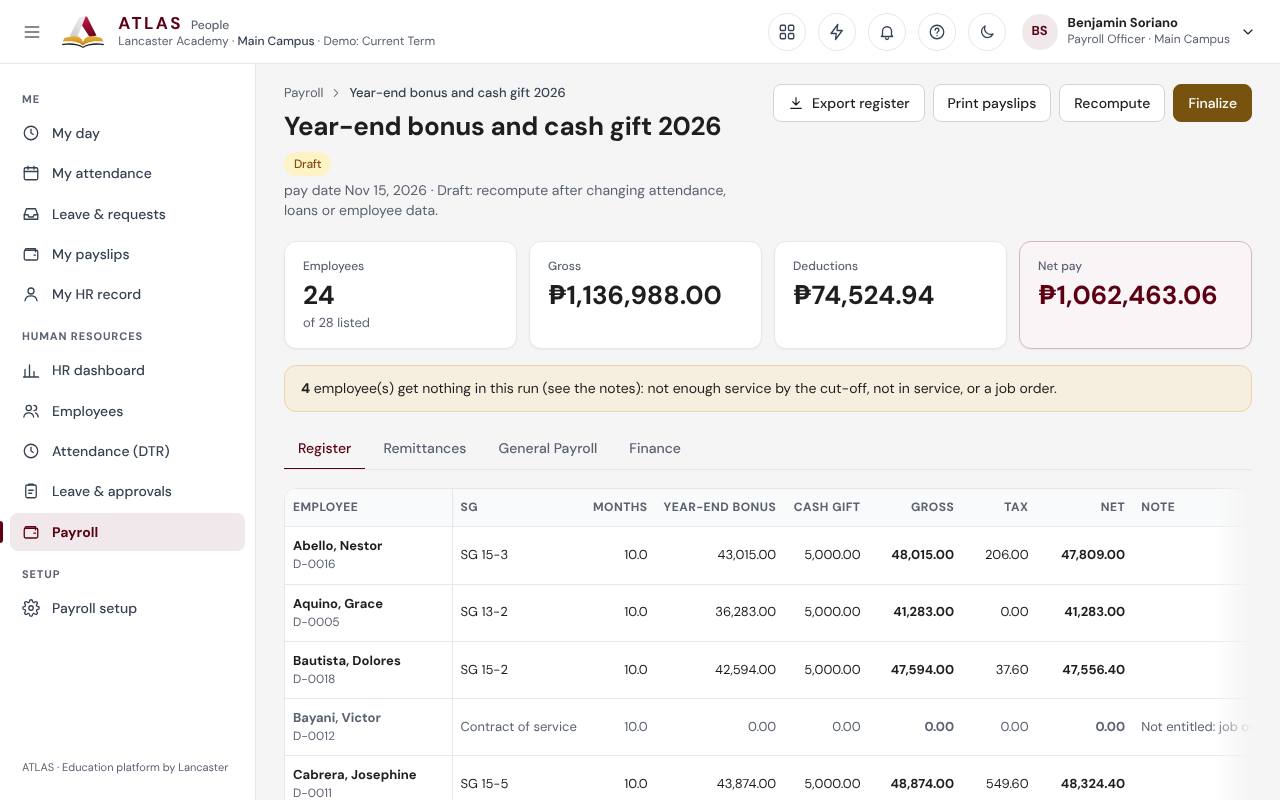 ATLAS People
Lancaster Academy · Main Campus · Demo: Current Term
BS
Benjamin Soriano
Payroll Officer · Main Campus
ME
My day
My attendance
Leave & requests
My payslips
My HR record
HUMAN RESOURCES
HR dashboard
Employees
Attendance (DTR)
Leave & approvals
Payroll
SETUP
Payroll setup
ATLAS · Education platform by Lancaster
Payroll > Year-end bonus and cash gift 2026
Export register
Print payslips
Recompute
Finalize
Year-end bonus and cash gift 2026
Draft
pay date Nov 15, 2026 · Draft: recompute after changing attendance,
loans or employee data.
Employees
24
of 28 listed
Gross
₱1,136,988.00
Deductions
₱74,524.94
Net pay
₱1,062,463.06
4 employee(s) get nothing in this run (see the notes): not enough service by the cut-off, not in service, or a job order.
Register Remittances General Payroll Finance
EMPLOYEE SG MONTHS YEAR-END BONUS CASH GIFT GROSS TAX NET NOTE
Abello, Nestor
D-0016
SG 15-3 10.0 43,015.00 5,000.00 48,015.00 206.00 47,809.00
Aquino, Grace
D-0005
SG 13-2 10.0 36,283.00 5,000.00 41,283.00 0.00 41,283.00
Bautista, Dolores
D-0018
SG 15-2 10.0 42,594.00 5,000.00 47,594.00 37.60 47,556.40
Bayani, Victor
D-0012
Contract of service 10.0 0.00 0.00 0.00 0.00 0.00 Not entitled: job
Cabrera, Josephine
D-0011
SG 15-5 10.0 43,874.00 5,000.00 48,874.00 549.60 48,324.40